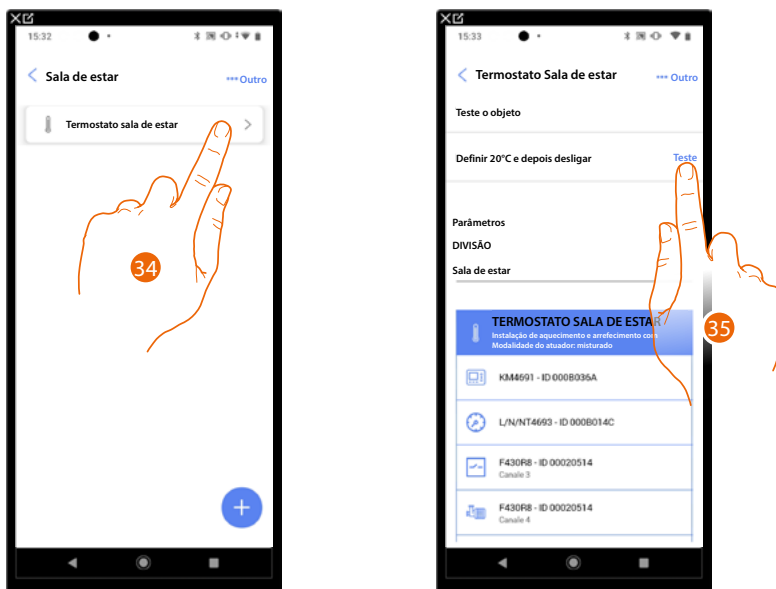 15:32
Sala de estar
*** Outro
Termostato sala de estar
34
15:33
Termostato Sala de estar
*** Outro
Teste o objeto
Definir 20°C e depois desligar
Teste
Parâmetros
DIVISÃO
Sala de estar
TERMOSTATO SALA DE ESTAR
Instalação de aquecimento e arrefecimento com
Modalidade do atuador: misturado
KM4691 - ID 000B036A
L/N/NT4693 - ID 000B014C
F430R8 - ID 00020514
Canale 3
F430R8 - ID 00020514
Canale 4
35